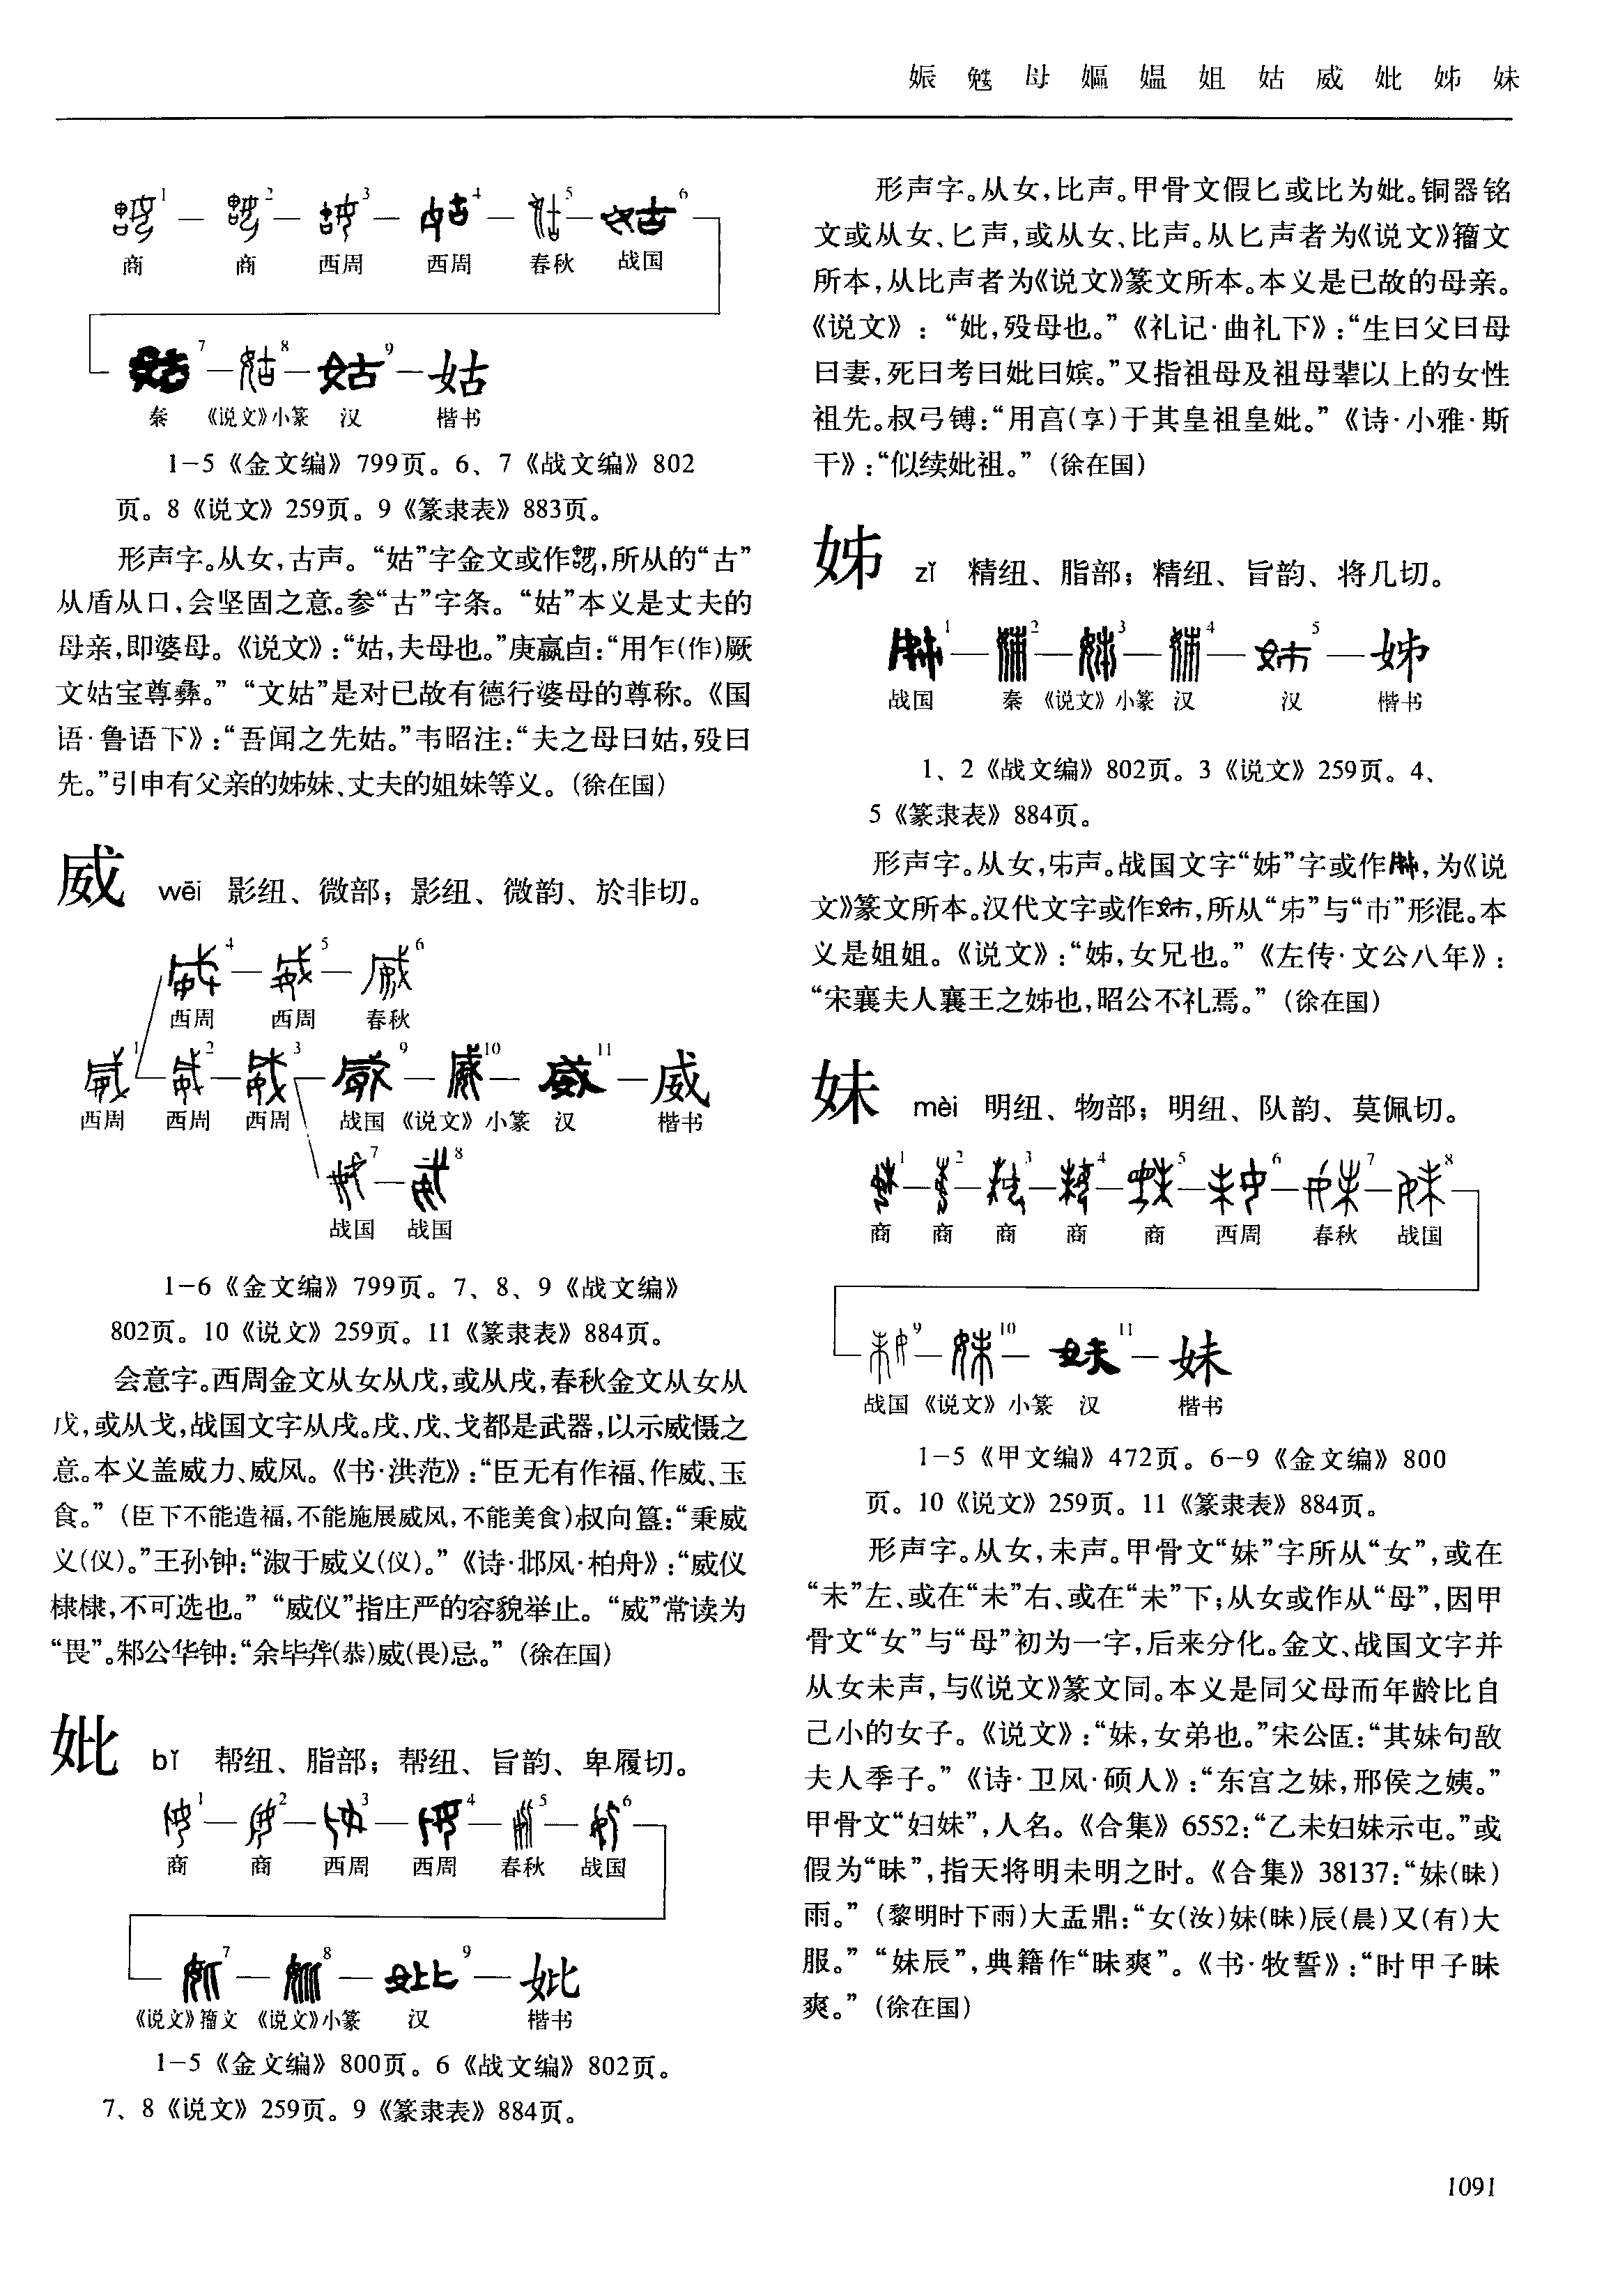 娠 㝃 母 嫗 媪 姐 姑 威 妣 姊 妹
1 2 3 4 5 6
商 商 西周 西周 春秋 战国
7 8 9 姑
秦 《说文》小篆 汉 楷书
1-5《金文编》799页。6、7《战文编》802
页。8《说文》259页。9《篆隶表》883页。
形声字。从女,古声。“姑”字金文或作,所从的“古”
从盾从口,会坚固之意。参“古”字条。“姑”本义是丈夫的
母亲,即婆母。《说文》:“姑,夫母也。”庚嬴卣:“用乍(作)厥
文姑宝尊彝。”“文姑”是对已故有德行婆母的尊称。《国
语·鲁语下》:“吾闻之先姑。”韦昭注:“夫之母曰姑,殁曰
先。”引申有父亲的姊妹、丈夫的姐妹等义。(徐在国)
威 wēi 影纽、微部;影纽、微韵、於非切。
4 5 6
西周 西周 春秋
1 2 3 9 10 11 威
西周 西周 西周 战国 《说文》小篆 汉 楷书
7 8
战国 战国
1-6《金文编》799页。7、8、9《战文编》
802页。10《说文》259页。11《篆隶表》884页。
会意字。西周金文从女从戊,或从戌,春秋金文从女从
戊,或从戈,战国文字从戌。戌、戊、戈都是武器,以示威慑之
意。本义盖威力、威风。《书·洪范》:“臣无有作福、作威、玉
食。”(臣下不能造福,不能施展威风,不能美食)叔向簋:“秉威
义(仪)。”王孙钟:“淑于威义(仪)。”《诗·邶风·柏舟》:“威仪
棣棣,不可选也。”“威仪”指庄严的容貌举止。“威”常读为
“畏”。邾公华钟:“余毕龏(恭)威(畏)忌。”(徐在国)
妣 bǐ 帮纽、脂部;帮纽、旨韵、卑履切。
1 2 3 4 5 6
商 商 西周 西周 春秋 战国
7 8 9 妣
《说文》籀文 《说文》小篆 汉 楷书
1-5《金文编》800页。6《战文编》802页。
7、8《说文》259页。9《篆隶表》884页。
形声字。从女,比声。甲骨文假匕或比为妣。铜器铭
文或从女、匕声,或从女、比声。从匕声者为《说文》籀文
所本,从比声者为《说文》篆文所本。本义是已故的母亲。
《说文》:“妣,殁母也。”《礼记·曲礼下》:“生曰父曰母
曰妻,死曰考曰妣曰嫔。”又指祖母及祖母辈以上的女性
祖先。叔弓镈:“用亯(享)于其皇祖皇妣。”《诗·小雅·斯
干》:“似续妣祖。”(徐在国)
姊 zǐ 精纽、脂部;精纽、旨韵、将几切。
1 2 3 4 5 姊
战国 秦 《说文》小篆 汉 汉 楷书
1、2《战文编》802页。3《说文》259页。4、
5《篆隶表》884页。
形声字。从女,𠂔声。战国文字“姊”字或作,为《说
文》篆文所本。汉代文字或作,所从“𠂔”与“市”形混。本
义是姐姐。《说文》:“姊,女兄也。”《左传·文公八年》:
“宋襄夫人襄王之姊也,昭公不礼焉。”(徐在国)
妹 mèi 明纽、物部;明纽、队韵、莫佩切。
1 2 3 4 5 6 7 8
商 商 商 商 商 西周 春秋 战国
9 10 11 妹
战国 《说文》小篆 汉 楷书
1-5《甲文编》472页。6-9《金文编》800
页。10《说文》259页。11《篆隶表》884页。
形声字。从女,未声。甲骨文“妹”字所从“女”,或在
“未”左、或在“未”右、或在“未”下;从女或作从“母”,因甲
骨文“女”与“母”初为一字,后来分化。金文、战国文字并
从女未声,与《说文》篆文同。本义是同父母而年龄比自
己小的女子。《说文》:“妹,女弟也。”宋公𠤳:“其妹句敔
夫人季子。”《诗·卫风·硕人》:“东宫之妹,邢侯之姨。”
甲骨文“妇妹”,人名。《合集》6552:“乙未妇妹示屯。”或
假为“昧”,指天将明未明之时。《合集》38137:“妹(昧)
雨。”(黎明时下雨)大盂鼎:“女(汝)妹(昧)辰(晨)又(有)大
服。”“妹辰”,典籍作“昧爽”。《书·牧誓》:“时甲子昧
爽。”(徐在国)
1091